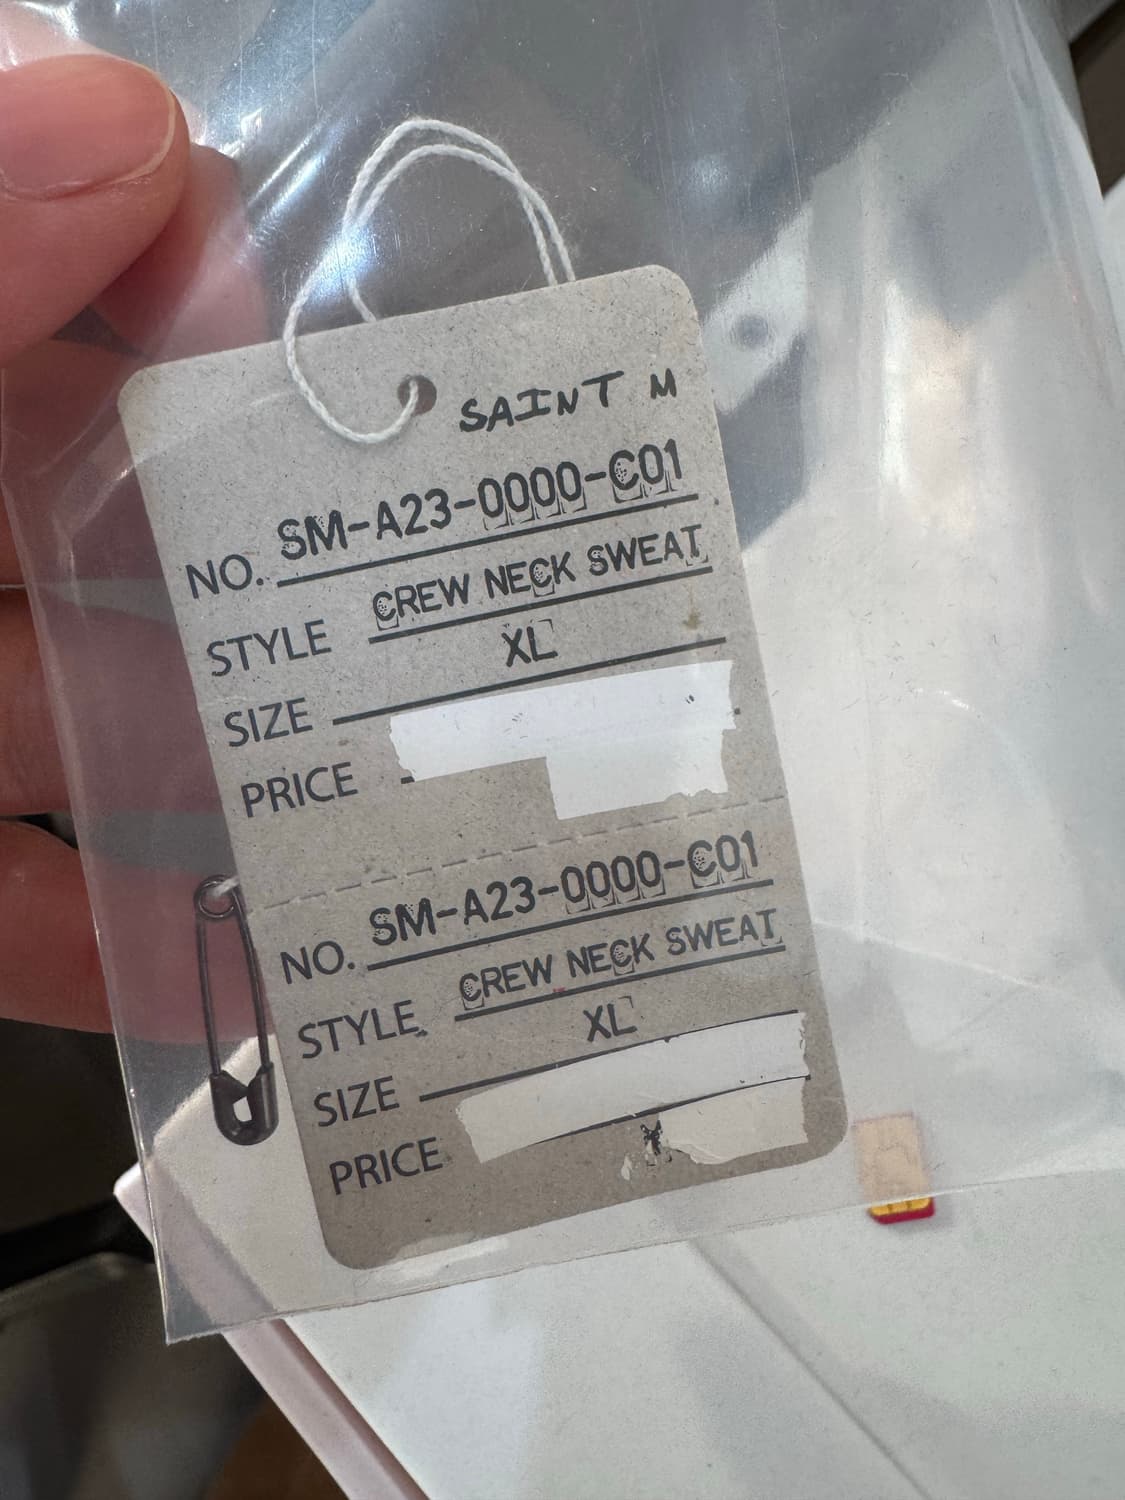 SAINT M
NO. SM-A23-0000-C01
STYLE CREW NECK SWEAT
SIZE XL
PRICE
NO. SM-A23-0000-C01
STYLE CREW NECK SWEAT
SIZE XL
PRICE